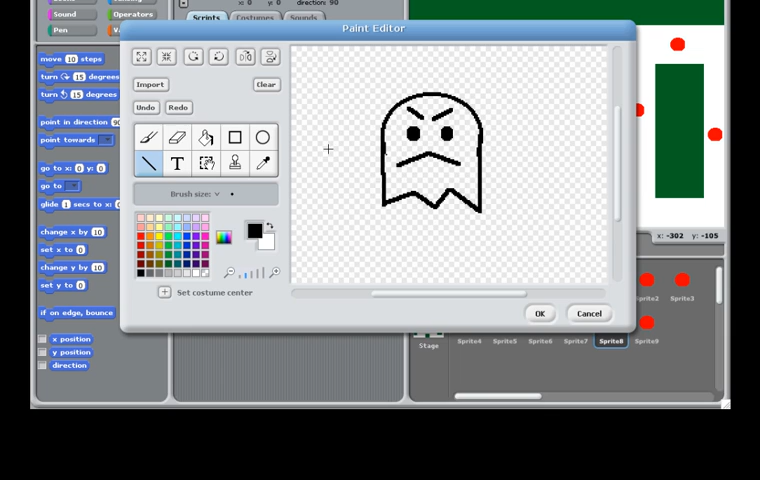 x: 0 y: 0 direction: 90
Sound
Operators
Scripts
Costumes
Sounds
Pen
Paint Editor
move 10 steps
turn 15 degrees
turn 15 degrees
point in direction 90
point towards
go to x: 0 y: 0
go to
glide 1 secs to x:
change x by 10
set x to 0
change y by 10
set y to 0
if on edge, bounce
x position
y position
direction
Import
Clear
Undo
Redo
T
Brush size:
Set costume center
OK
Cancel
x: -302 y: -105
Sprite2
Sprite3
Stage
Sprite4
Sprite5
Sprite6
Sprite7
Sprite8
Sprite9